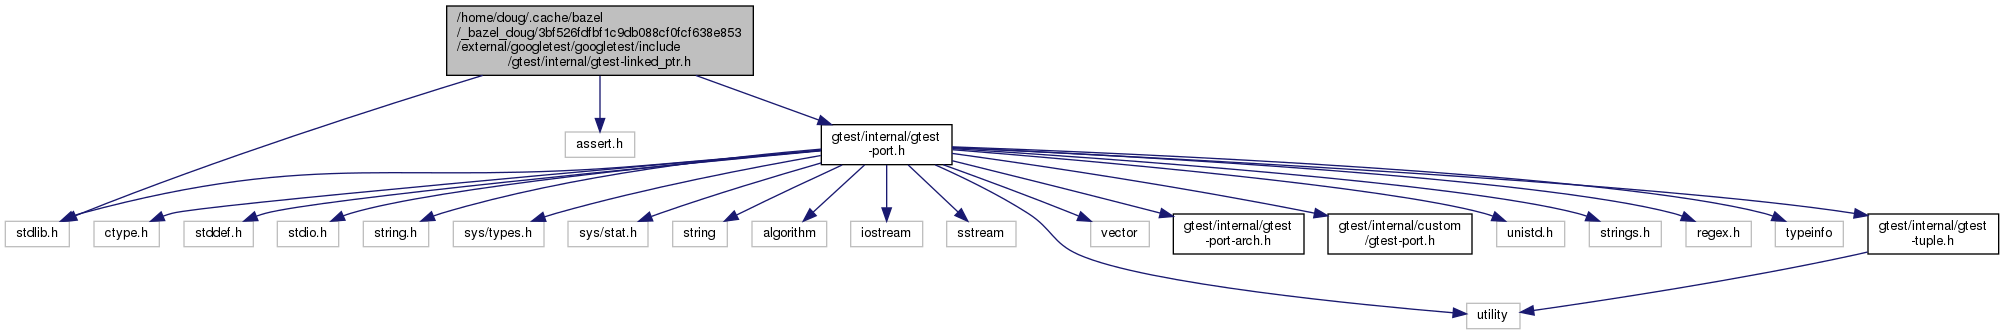 /home/doug/.cache/bazel
/_bazel_doug/3bf526fdfbf1c9db088cf0fcf638e853
/external/googletest/googletest/include
/gtest/internal/gtest-linked_ptr.h
assert.h
gtest/internal/gtest
-port.h
stdlib.h
ctype.h
stddef.h
stdio.h
string.h
sys/types.h
sys/stat.h
string
algorithm
iostream
sstream
vector
gtest/internal/gtest
-port-arch.h
gtest/internal/custom
/gtest-port.h
unistd.h
strings.h
regex.h
typeinfo
gtest/internal/gtest
-tuple.h
utility